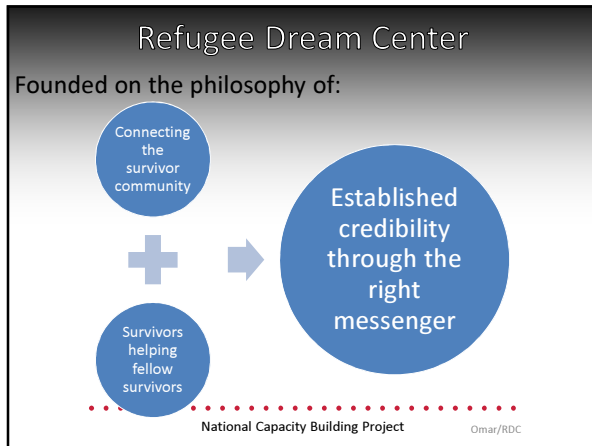 Refugee Dream Center
Founded on the philosophy of:
Connecting
the
survivor
community
Survivors
helping
fellow
survivors
Established
credibility
through the
right
messenger
National Capacity Building Project
Omar/RDC